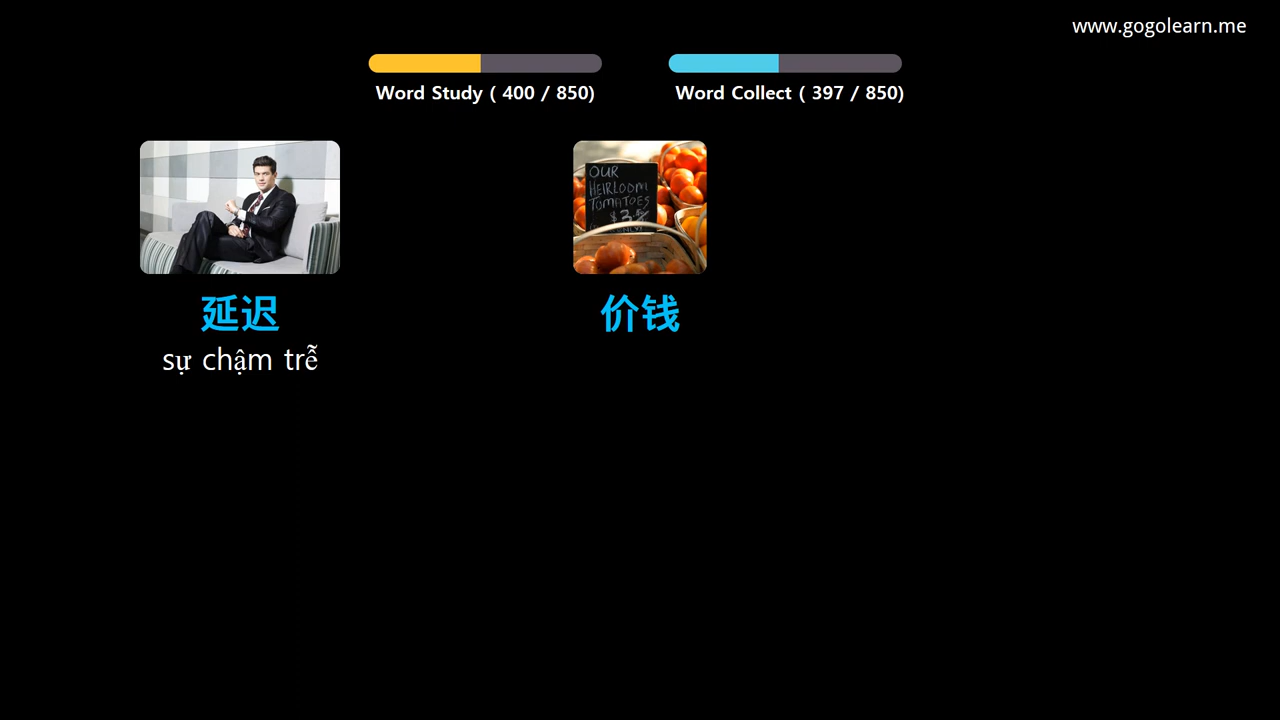 www.gogolearn.me
Word Study ( 400 / 850)
Word Collect ( 397 / 850)
OUR
HEIRLOOM
TOMATOES
延迟
价钱
sự chậm trễ